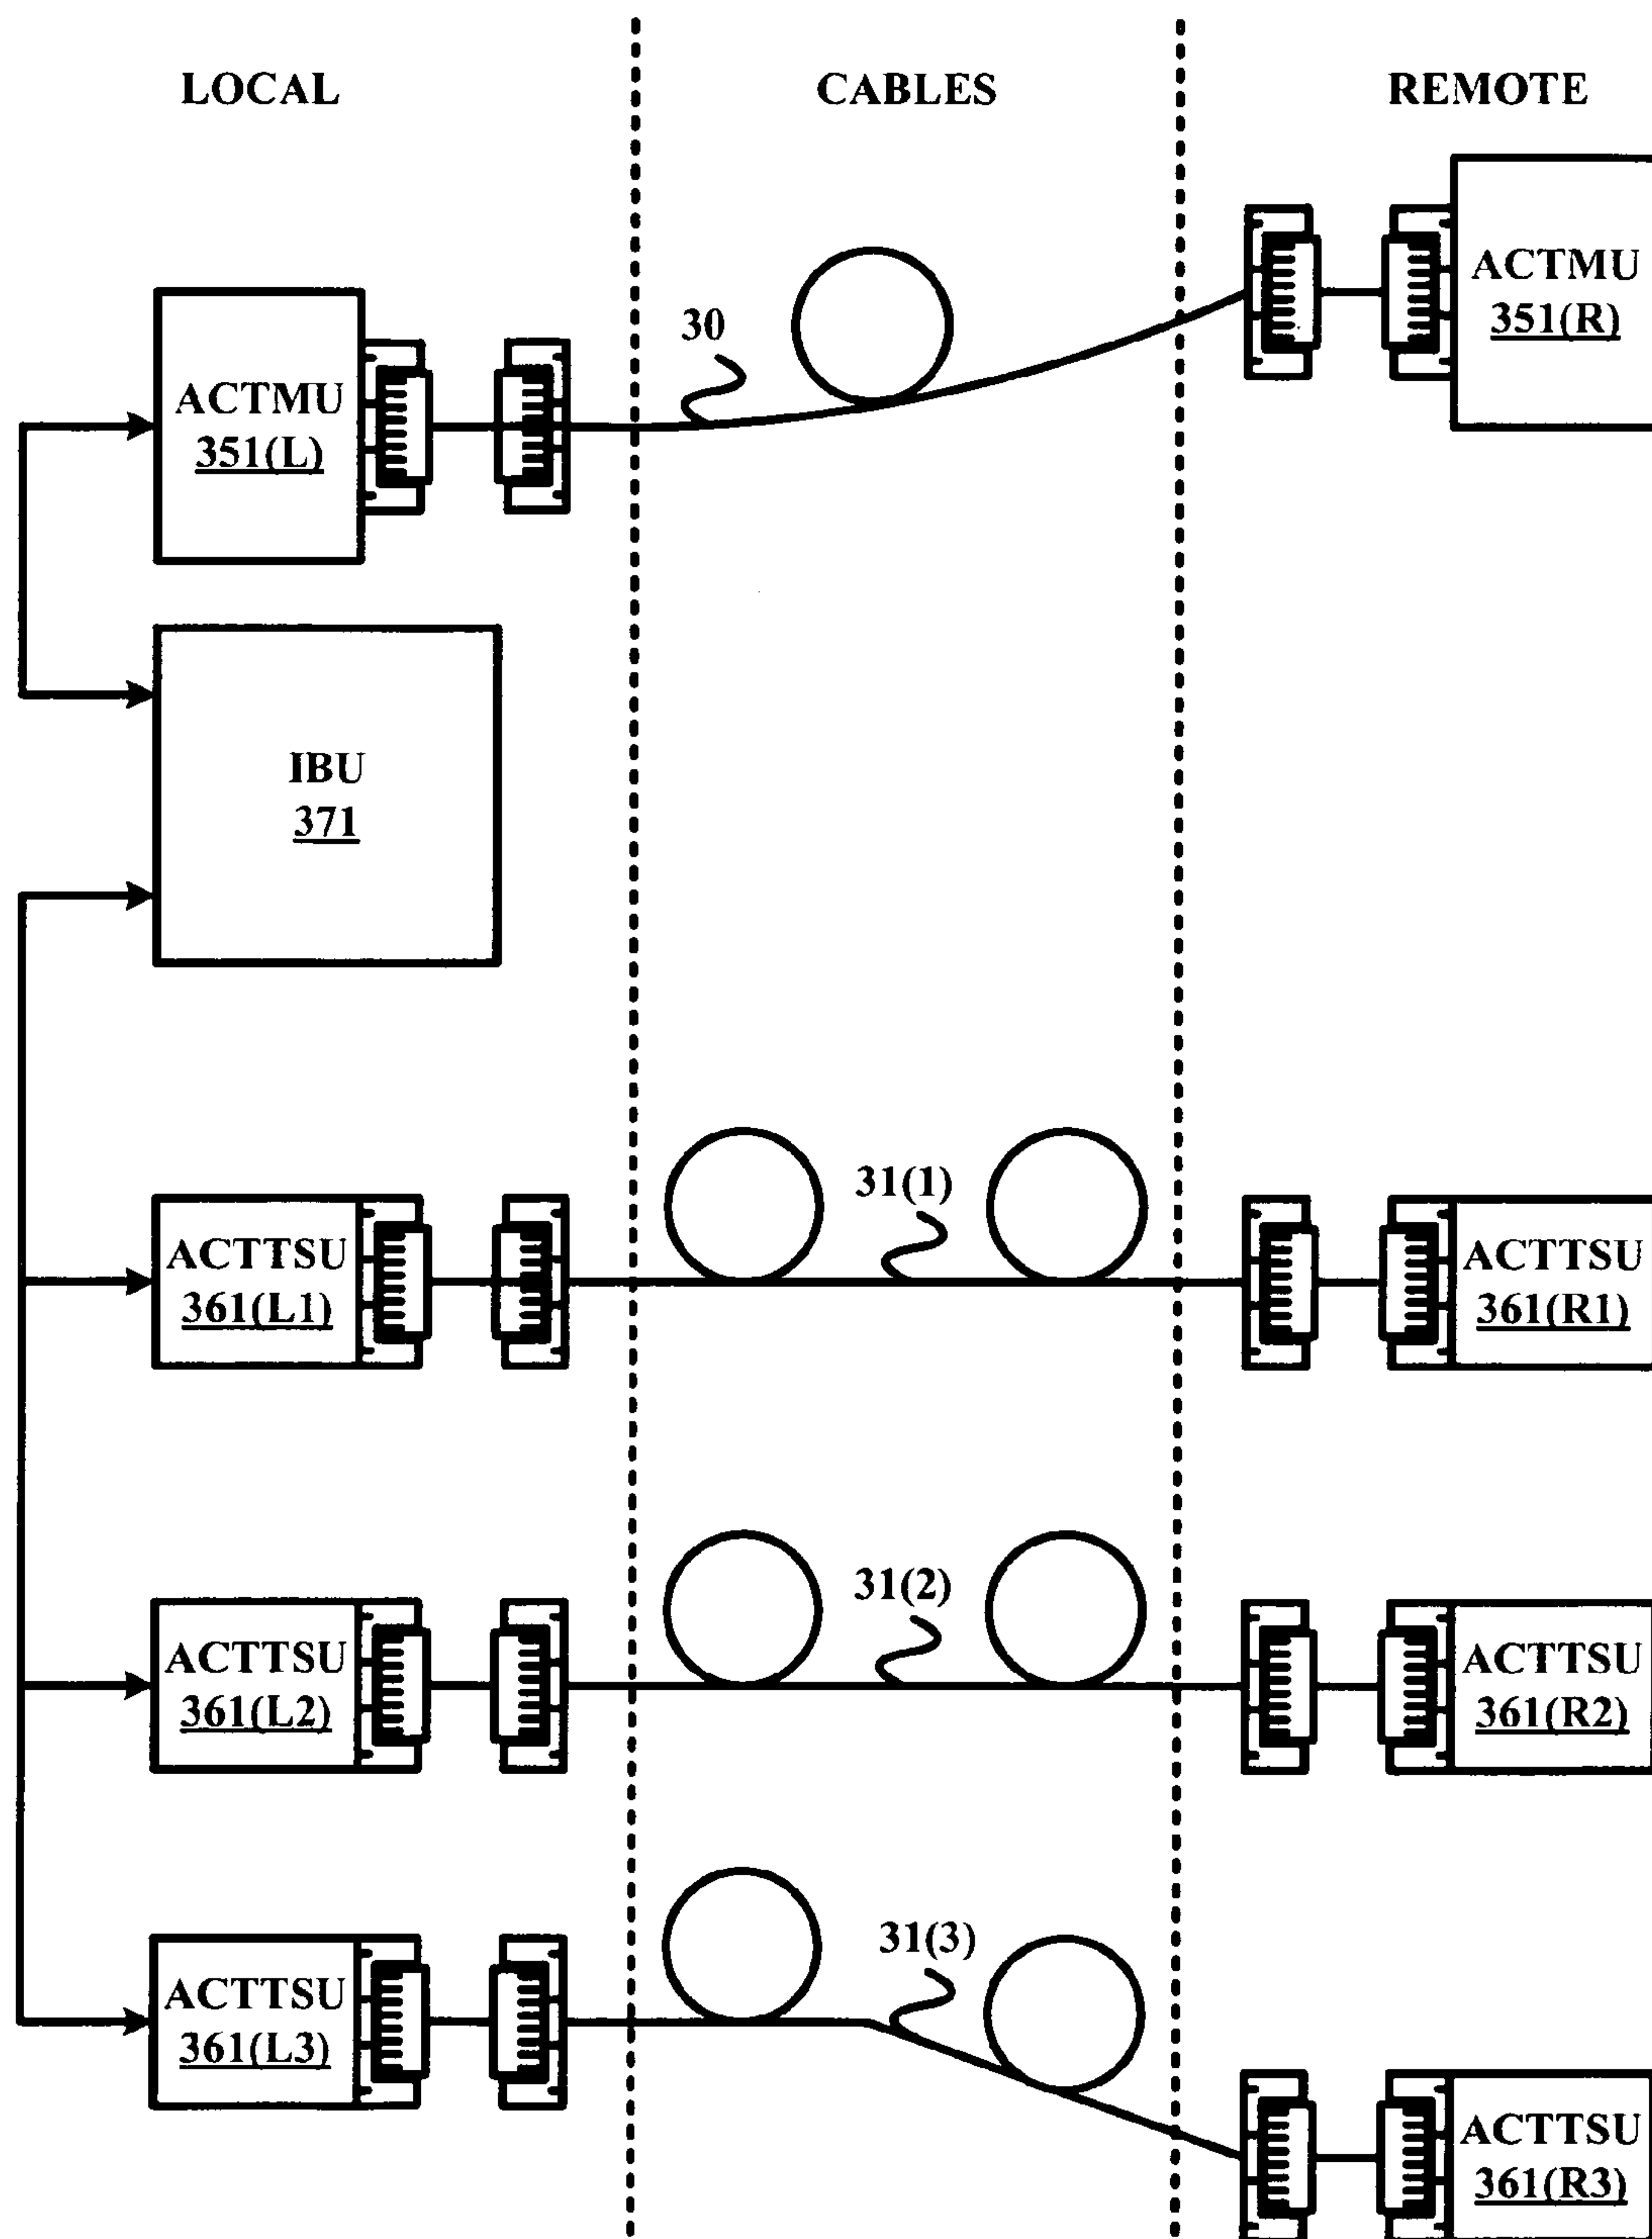 LOCAL
CABLES
REMOTE
ACTMU
351(R)
30
ACTMU
351(L)
IBU
371
31(1)
ACTTSU
361(L1)
ACTTSU
361(R1)
31(2)
ACTTSU
361(L2)
ACTTSU
361(R2)
31(3)
ACTTSU
361(L3)
ACTTSU
361(R3)